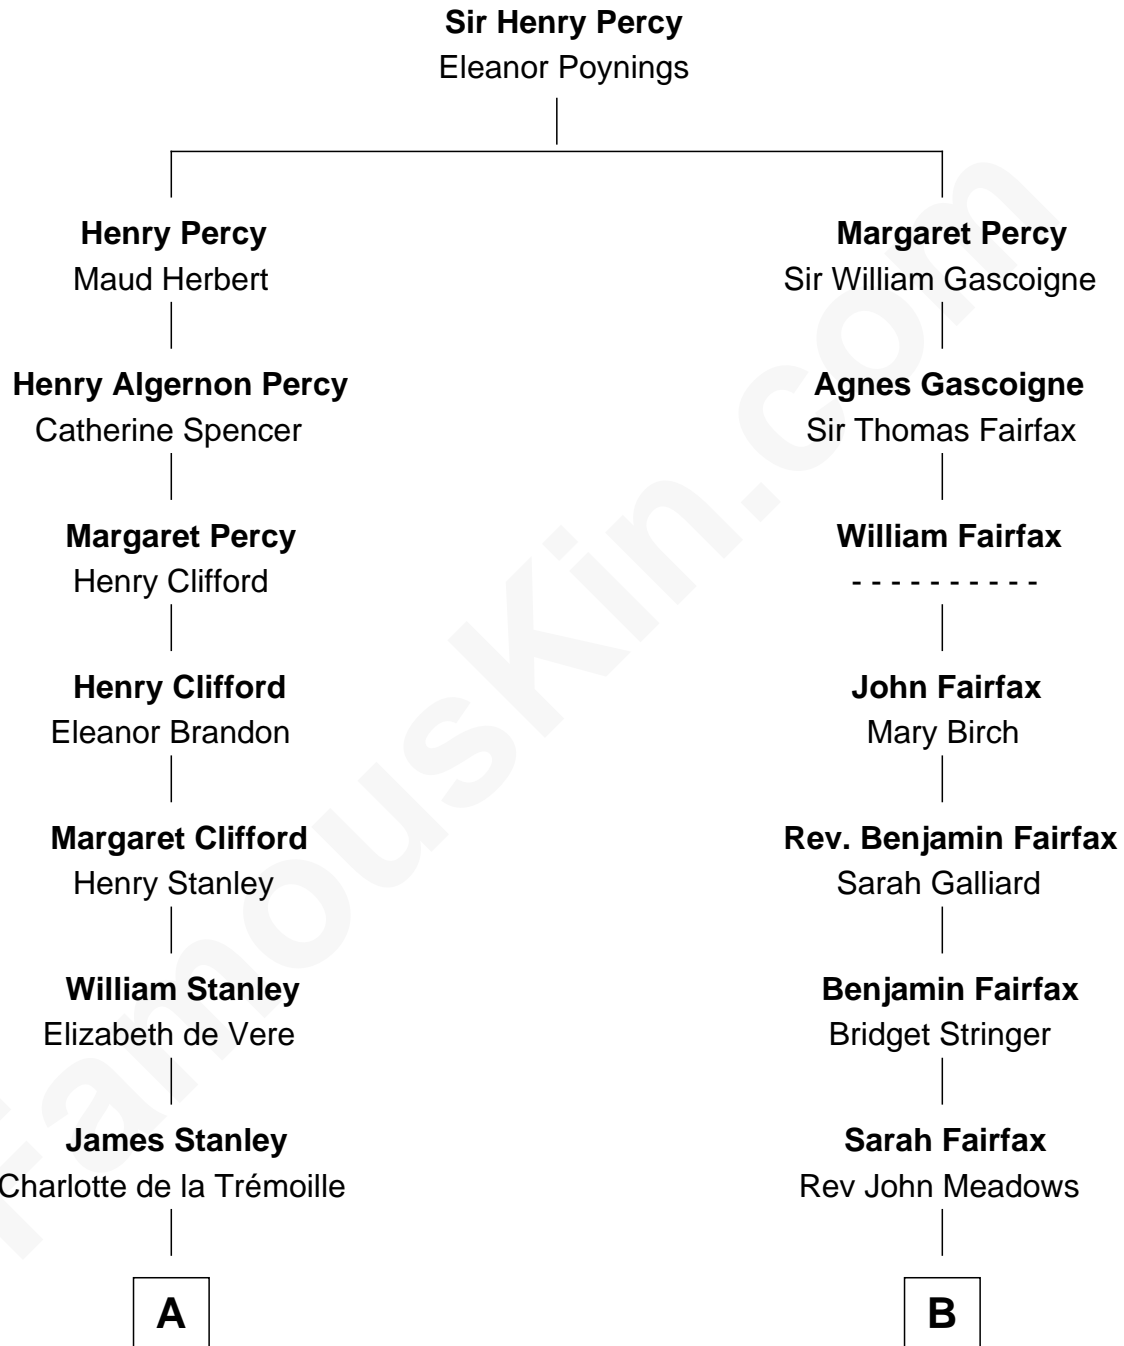 Sir Henry Percy
Eleanor Poynings
Henry Percy
Maud Herbert
Margaret Percy
Sir William Gascoigne
Henry Algernon Percy
Catherine Spencer
Agnes Gascoigne
Sir Thomas Fairfax
Margaret Percy
Henry Clifford
William Fairfax
- - - - - - - - - -
Henry Clifford
Eleanor Brandon
John Fairfax
Mary Birch
Margaret Clifford
Henry Stanley
Rev. Benjamin Fairfax
Sarah Galliard
William Stanley
Elizabeth de Vere
Benjamin Fairfax
Bridget Stringer
James Stanley
Charlotte de la Trémoille
Sarah Fairfax
Rev John Meadows
A
B
FamousKin.com